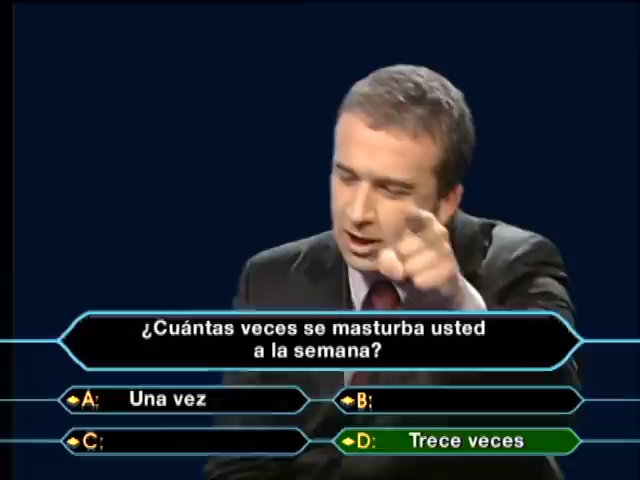 ¿Cuántas veces se masturba usted
a la semana?
A: Una vez
B:
C:
D: Trece veces